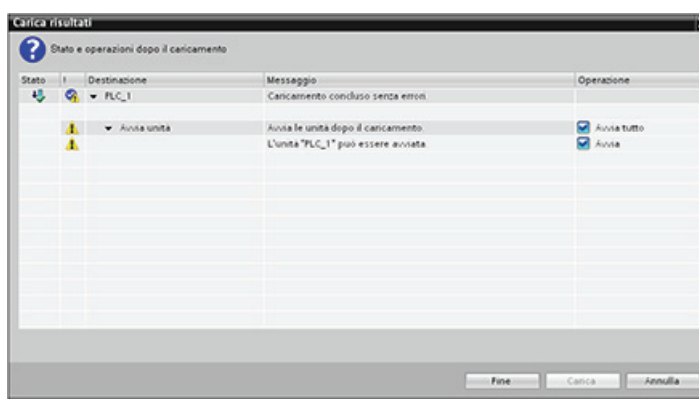 Carica risultati
Stato e operazioni dopo il caricamento
Stato ! Destinazione Messaggio Operazione
PLC_1 Caricamento concluso senza errori.
Avvia unità Avvia le unità dopo il caricamento. Avvia tutto
L'unità "PLC_1" può essere avviata. Avvia
Fine Carica Annulla